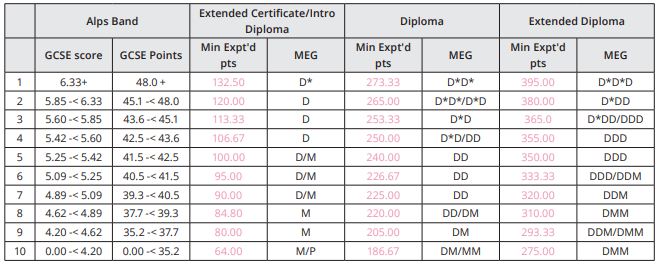 Alps Band | Extended Certificate/Intro Diploma | Diploma | Extended Diploma
GCSE score | GCSE Points | Min Expt'd pts | MEG | Min Expt'd pts | MEG | Min Expt'd pts | MEG
1 | 6.33+ | 48.0 + | 132.50 | D* | 273.33 | D*D* | 395.00 | D*D*D
2 | 5.85 -< 6.33 | 45.1 -< 48.0 | 120.00 | D | 265.00 | D*D*/D*D | 380.00 | D*DD
3 | 5.60 -< 5.85 | 43.6 -< 45.1 | 113.33 | D | 253.33 | D*D | 365.0 | D*DD/DDD
4 | 5.42 -< 5.60 | 42.5 -< 43.6 | 106.67 | D | 250.00 | D*D/DD | 355.00 | DDD
5 | 5.25 -< 5.42 | 41.5 -< 42.5 | 100.00 | D/M | 240.00 | DD | 350.00 | DDD
6 | 5.09 -< 5.25 | 40.5 -< 41.5 | 95.00 | D/M | 226.67 | DD | 333.33 | DDD/DDM
7 | 4.89 -< 5.09 | 39.3 -< 40.5 | 90.00 | D/M | 225.00 | DD | 320.00 | DDM
8 | 4.62 -< 4.89 | 37.7 -< 39.3 | 84.80 | M | 220.00 | DD/DM | 310.00 | DMM
9 | 4.20 -< 4.62 | 35.2 -< 37.7 | 80.00 | M | 205.00 | DM | 293.33 | DDM/DMM
10 | 0.00 -< 4.20 | 0.00 -< 35.2 | 64.00 | M/P | 186.67 | DM/MM | 275.00 | DMM